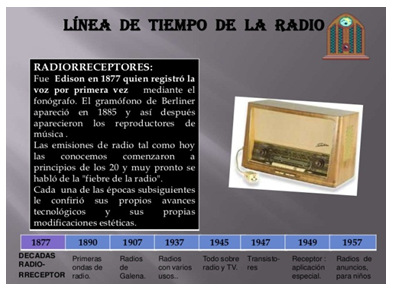 LÍNEA DE TIEMPO DE LA RADIO
RADIORRECEPTORES:
Fue Edison en 1877 quien registró la
voz por primera vez mediante el
fonógrafo. El gramófono de Berliner
apareció en 1885 y así después
aparecieron los reproductores de
música .
Las emisiones de radio tal como hoy
las conocemos comenzaron a
principios de los 20 y muy pronto se
habló de la "fiebre de la radio".
Cada una de las épocas subsiguientes
le confirió sus propios avances
tecnológicos y sus propias
modificaciones estéticas.
1877 1890 1907 1937 1945 1947 1949 1957
DECADAS Primeras Radios Radios Todo sobre Transisto- Receptor : Radios de
RADIO- ondas de de con varios radio y TV. res aplicación anuncios,
RRECEPTOR radio. Galena. usos.. especial. para niños